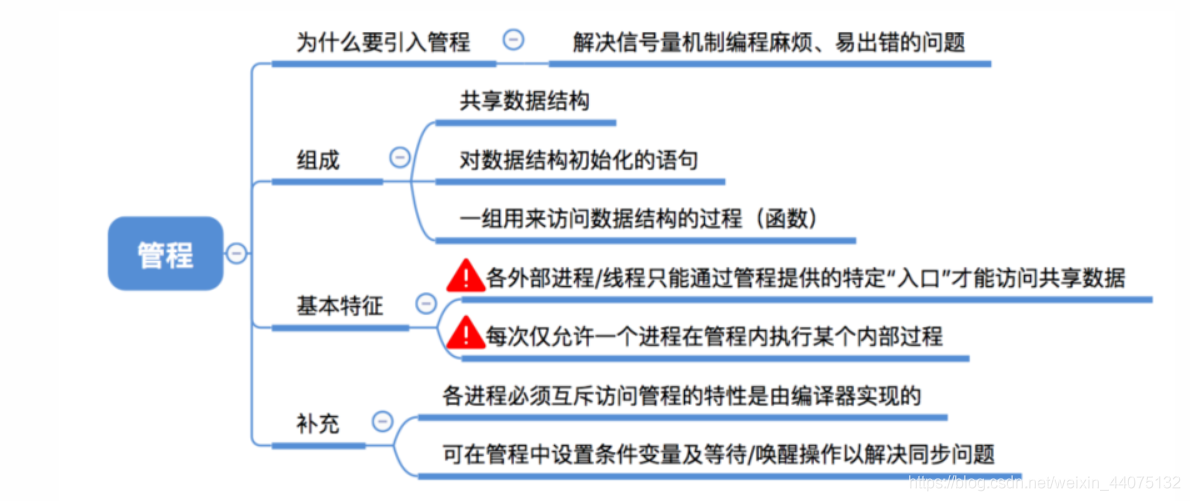 为什么要引入管程
解决信号量机制编程麻烦、易出错的问题
共享数据结构
组成
对数据结构初始化的语句
一组用来访问数据结构的过程（函数）
管程
各外部进程/线程只能通过管程提供的特定“入口”才能访问共享数据
基本特征
每次仅允许一个进程在管程内执行某个内部过程
各进程必须互斥访问管程的特性是由编译器实现的
补充
可在管程中设置条件变量及等待/唤醒操作以解决同步问题
https://blog.csdn.net/weixin_44075132